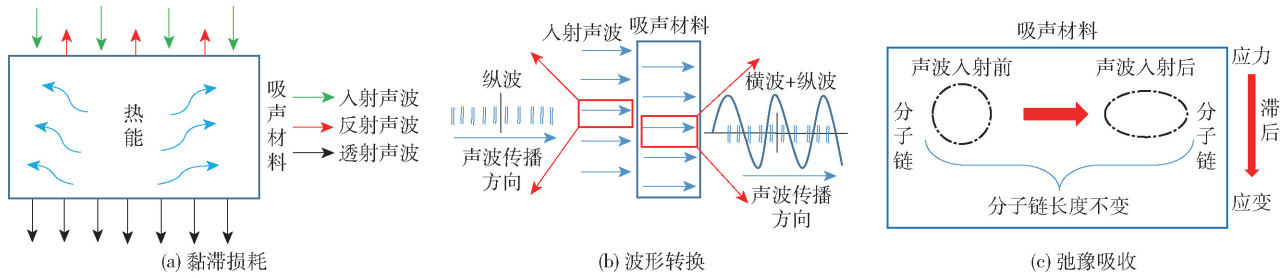 热
能
吸
声
材
料
入射声波
反射声波
透射声波
(a) 黏滞损耗
入射声波
吸声材料
纵波
声波传播
方向
横波+纵波
声波传播
方向
(b) 波形转换
吸声材料
声波入射前
声波入射后
分
子
链
分
子
链
分子链长度不变
应力
滞
后
应变
(c) 弛豫吸收